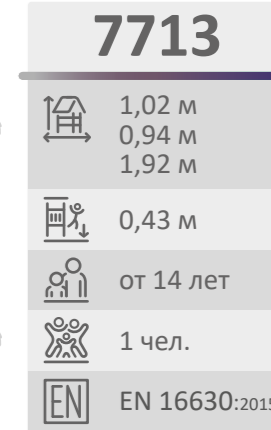 7713
1,02 м
0,94 м
1,92 м
0,43 м
от 14 лет
1 чел.
EN EN 16630:2015